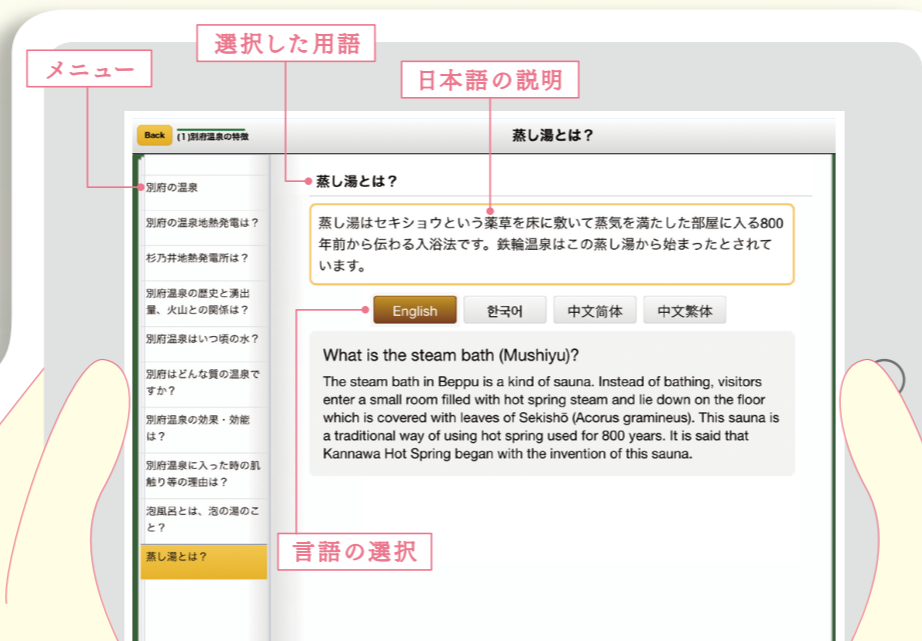 選択した用語
メニュー
日本語の説明
Back
(1)別府温泉の特徴
蒸し湯とは？
別府の温泉
別府の温泉地熱発電は？
杉乃井地熱発電所は？
別府温泉の歴史と湧出
量、火山との関係は？
別府温泉はいつ頃の水？
別府はどんな質の温泉で
すか？
別府温泉の効果・効能
は？
別府温泉に入った時の肌
触り等の理由は？
泡風呂とは、泡の湯のこ
と？
蒸し湯とは？
蒸し湯とは？
蒸し湯はセキショウという薬草を床に敷いて蒸気を満たした部屋に入る800
年前から伝わる入浴法です。鉄輪温泉はこの蒸し湯から始まったとされて
います。
English
한국어
中文简体
中文繁体
What is the steam bath (Mushiyu)?
The steam bath in Beppu is a kind of sauna. Instead of bathing, visitors
enter a small room filled with hot spring steam and lie down on the floor
which is covered with leaves of Sekishō (Acorus gramineus). This sauna is
a traditional way of using hot spring used for 800 years. It is said that
Kannawa Hot Spring began with the invention of this sauna.
言語の選択